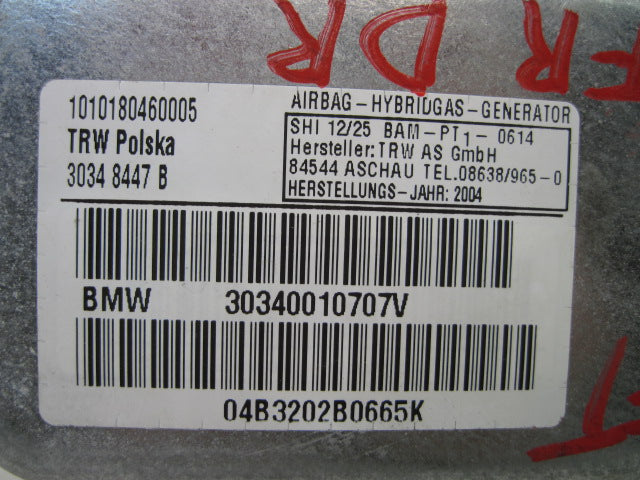 FR DR R
1010180460005
TRW Polska
3034 8447 B
AIRBAG-HYBRIDGAS-GENERATOR
SHI 12/25 BAM-PT1- 0614
Hersteller:TRW AS GmbH
84544 ASCHAU TEL.08638/965-0
HERSTELLUNGS-JAHR: 2004
BMW 30340010707V
04B3202B0665K